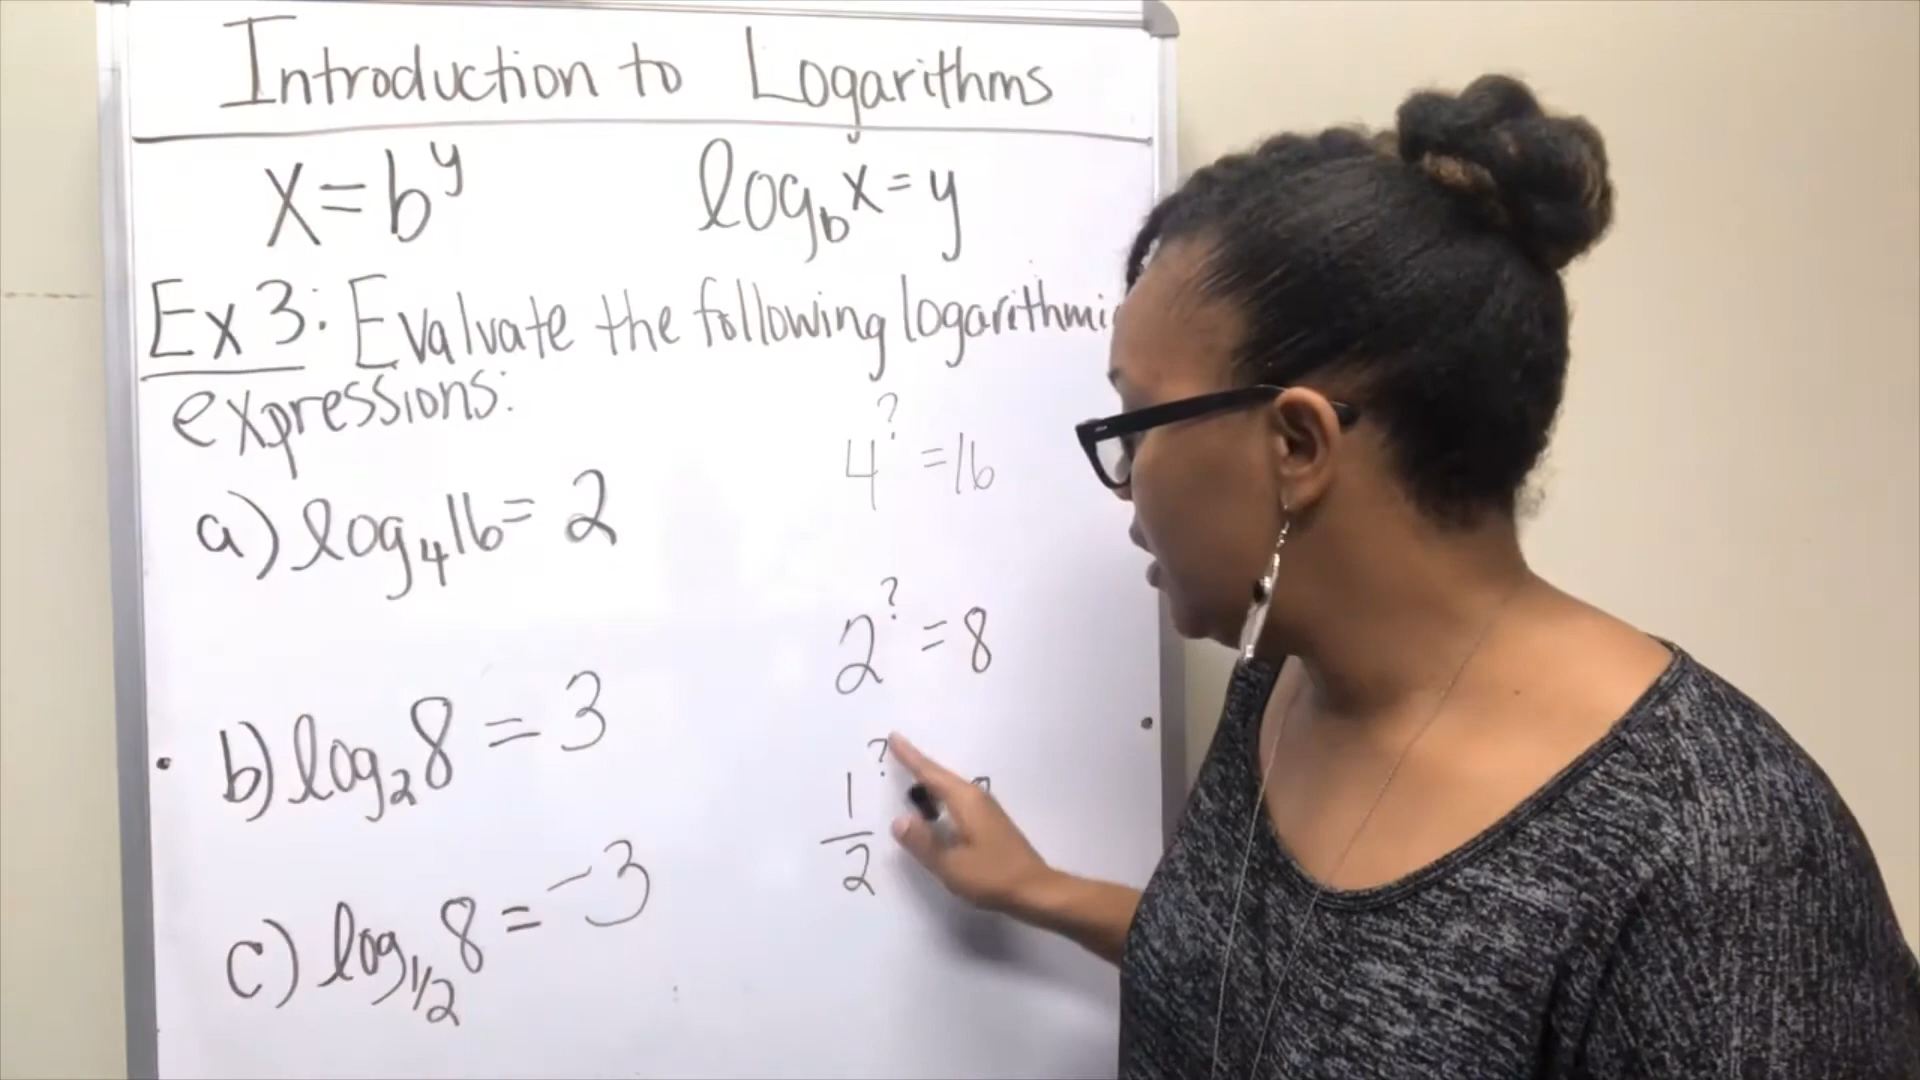 Introduction to Logarithms
x=b^y
log_b x=y
Ex 3: Evaluate the following logarithmi
expressions:
4^? =16
a) log_4 16= 2
2^? =8
b) log_2 8 = 3
1/2 ^?
c) log_1/2 8 = -3